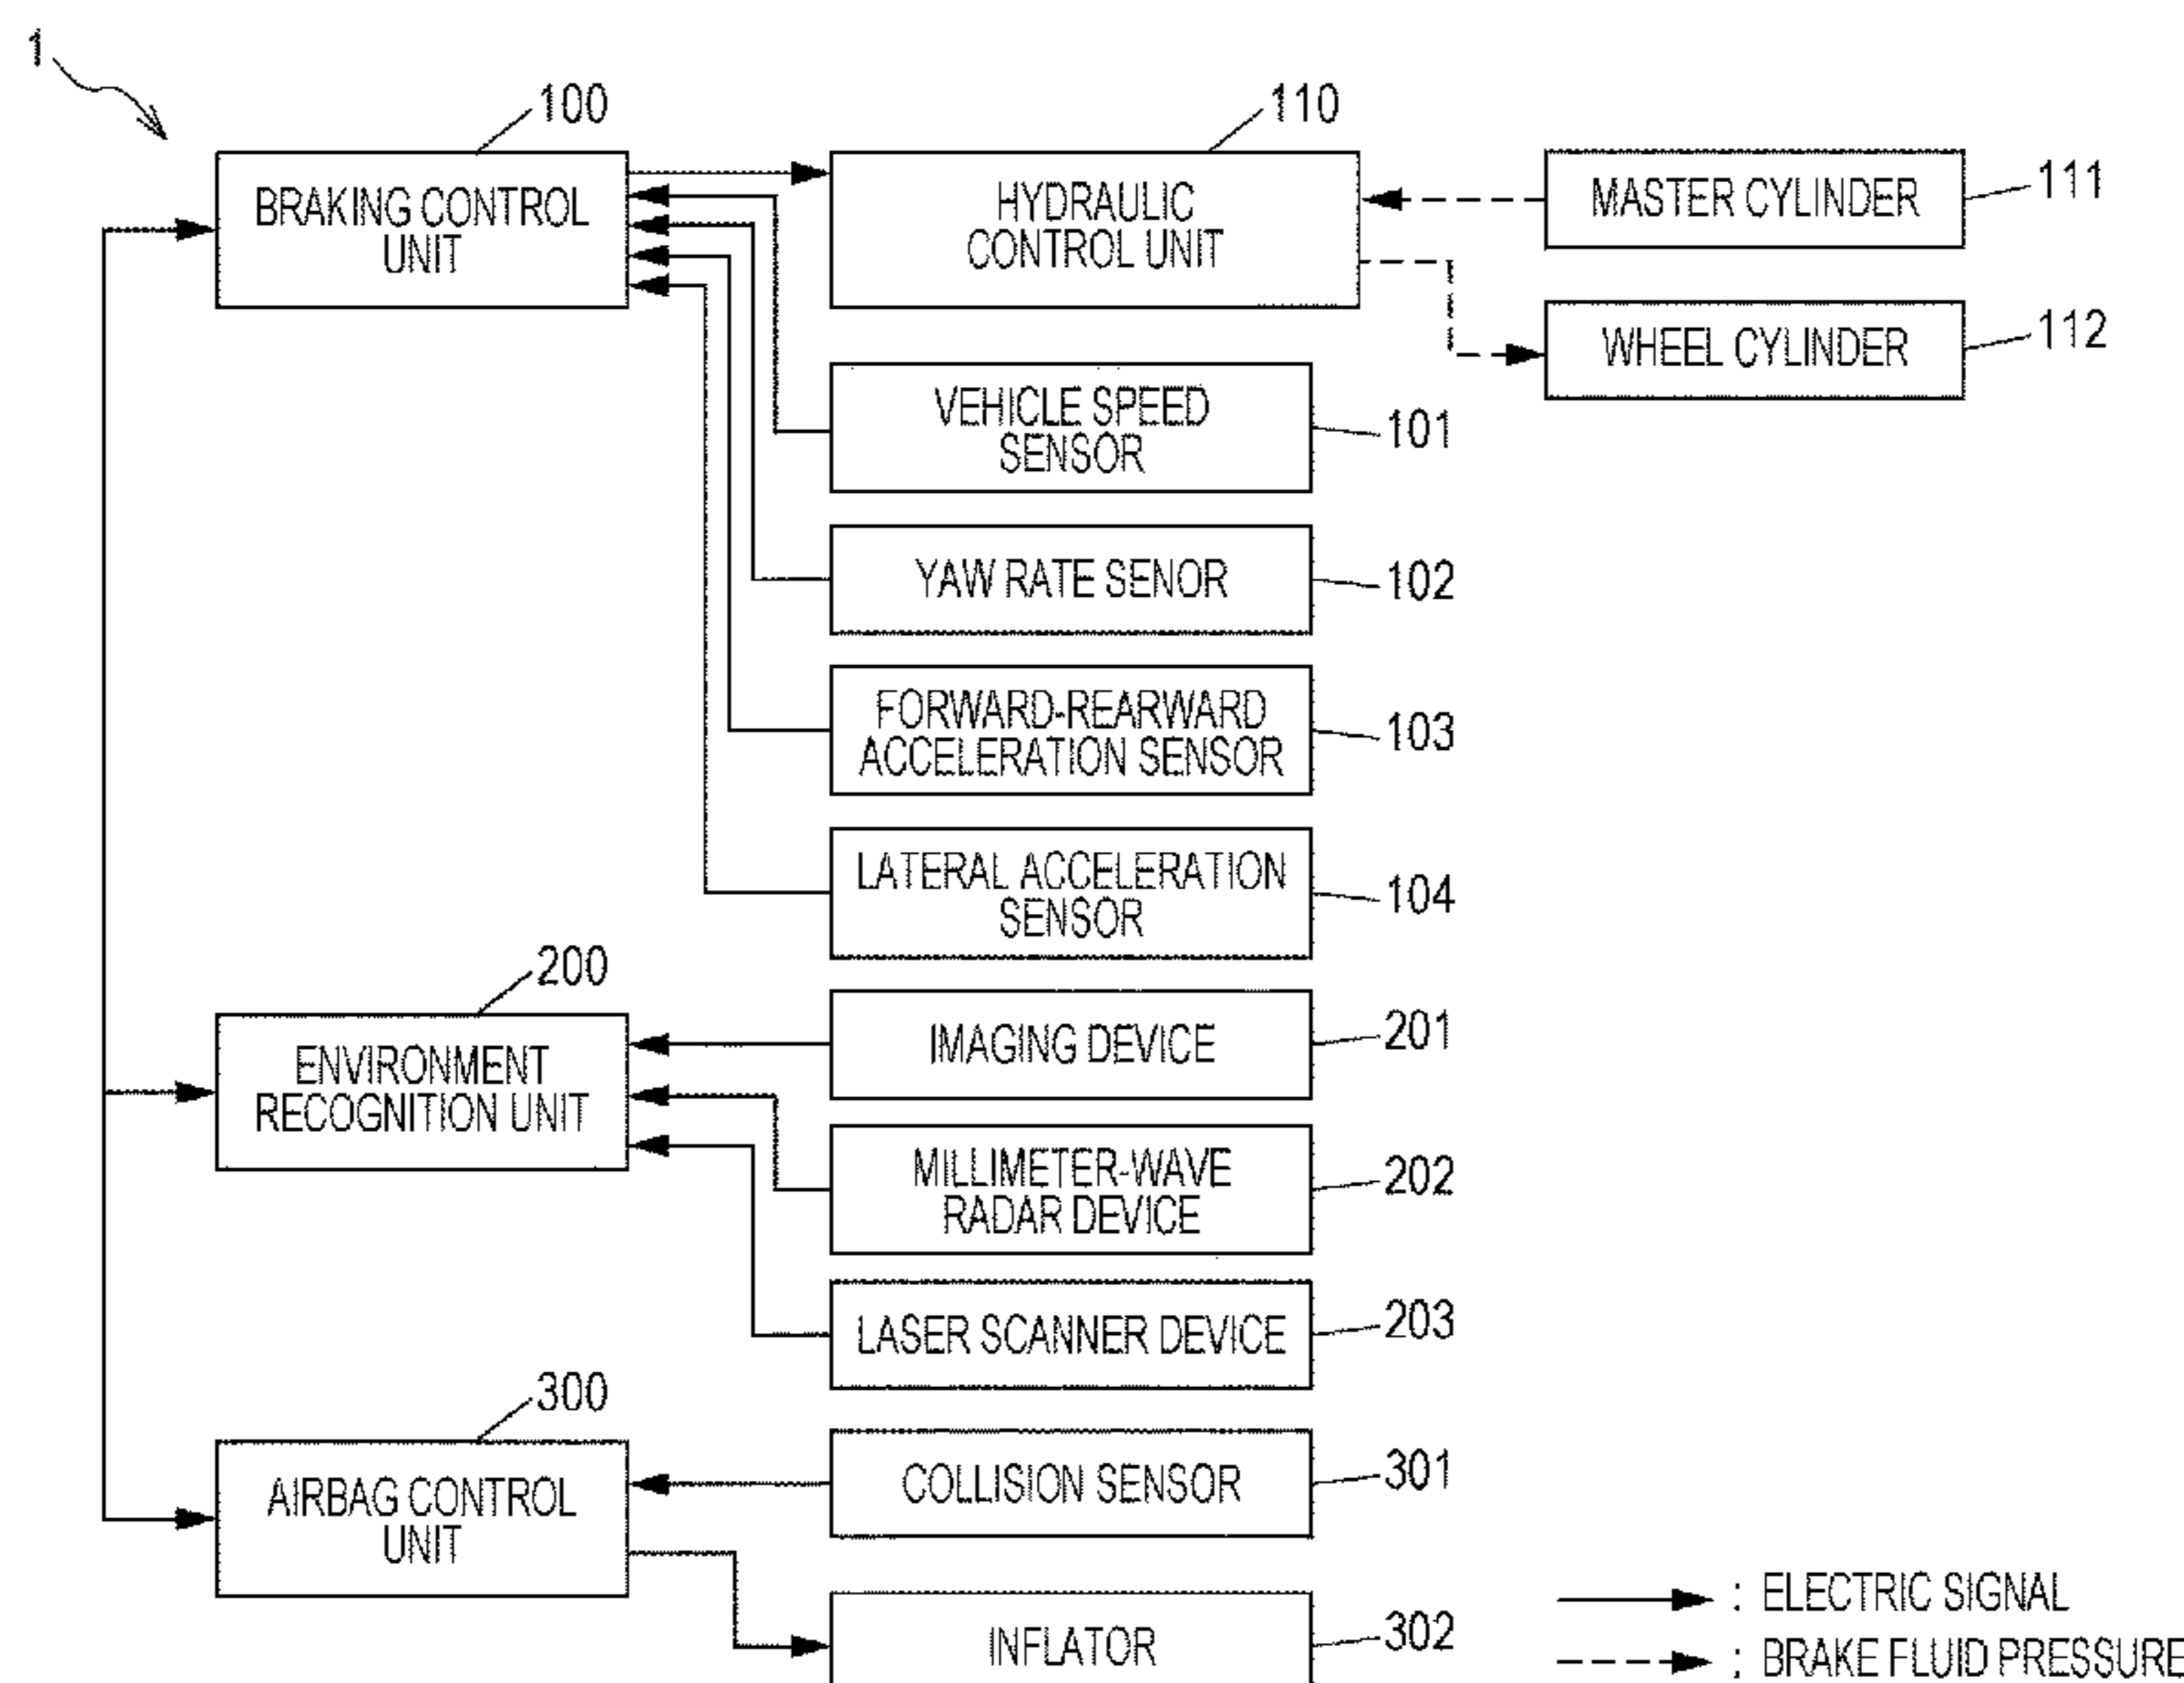 1
100
110
BRAKING CONTROL
UNIT
HYDRAULIC
CONTROL UNIT
MASTER CYLINDER
111
WHEEL CYLINDER
112
VEHICLE SPEED
SENSOR
101
YAW RATE SENOR
102
FORWARD-REARWARD
ACCELERATION SENSOR
103
LATERAL ACCELERATION
SENSOR
104
200
ENVIRONMENT
RECOGNITION UNIT
IMAGING DEVICE
201
MILLIMETER-WAVE
RADAR DEVICE
202
LASER SCANNER DEVICE
203
300
AIRBAG CONTROL
UNIT
COLLISION SENSOR
301
INFLATOR
302
: ELECTRIC SIGNAL
: BRAKE FLUID PRESSURE